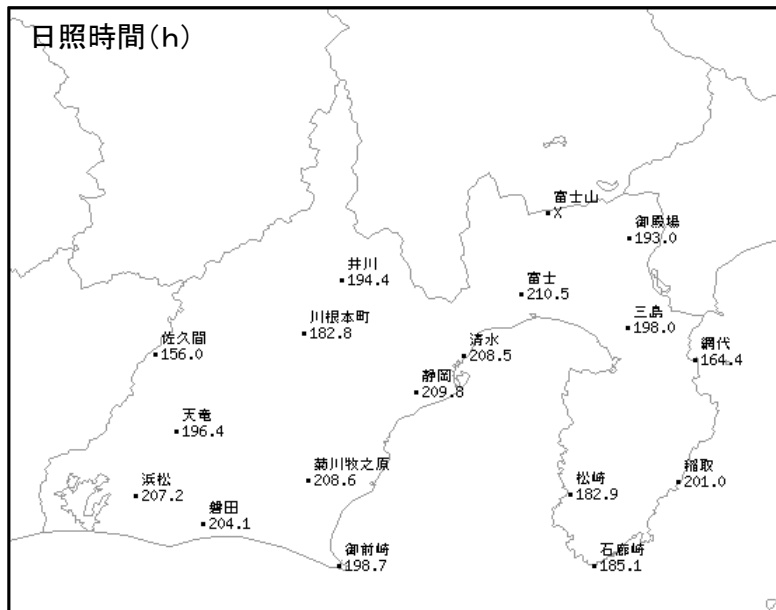 日照時間(h)
富士山
X
御殿場
193.0
井川
194.4
富士
210.5
川根本町
182.8
三島
198.0
佐久間
156.0
清水
208.5
網代
164.4
静岡
209.8
天竜
196.4
菊川牧之原
208.6
浜松
207.2
松崎
182.9
稲取
201.0
磐田
204.1
御前崎
198.7
石廊崎
185.1